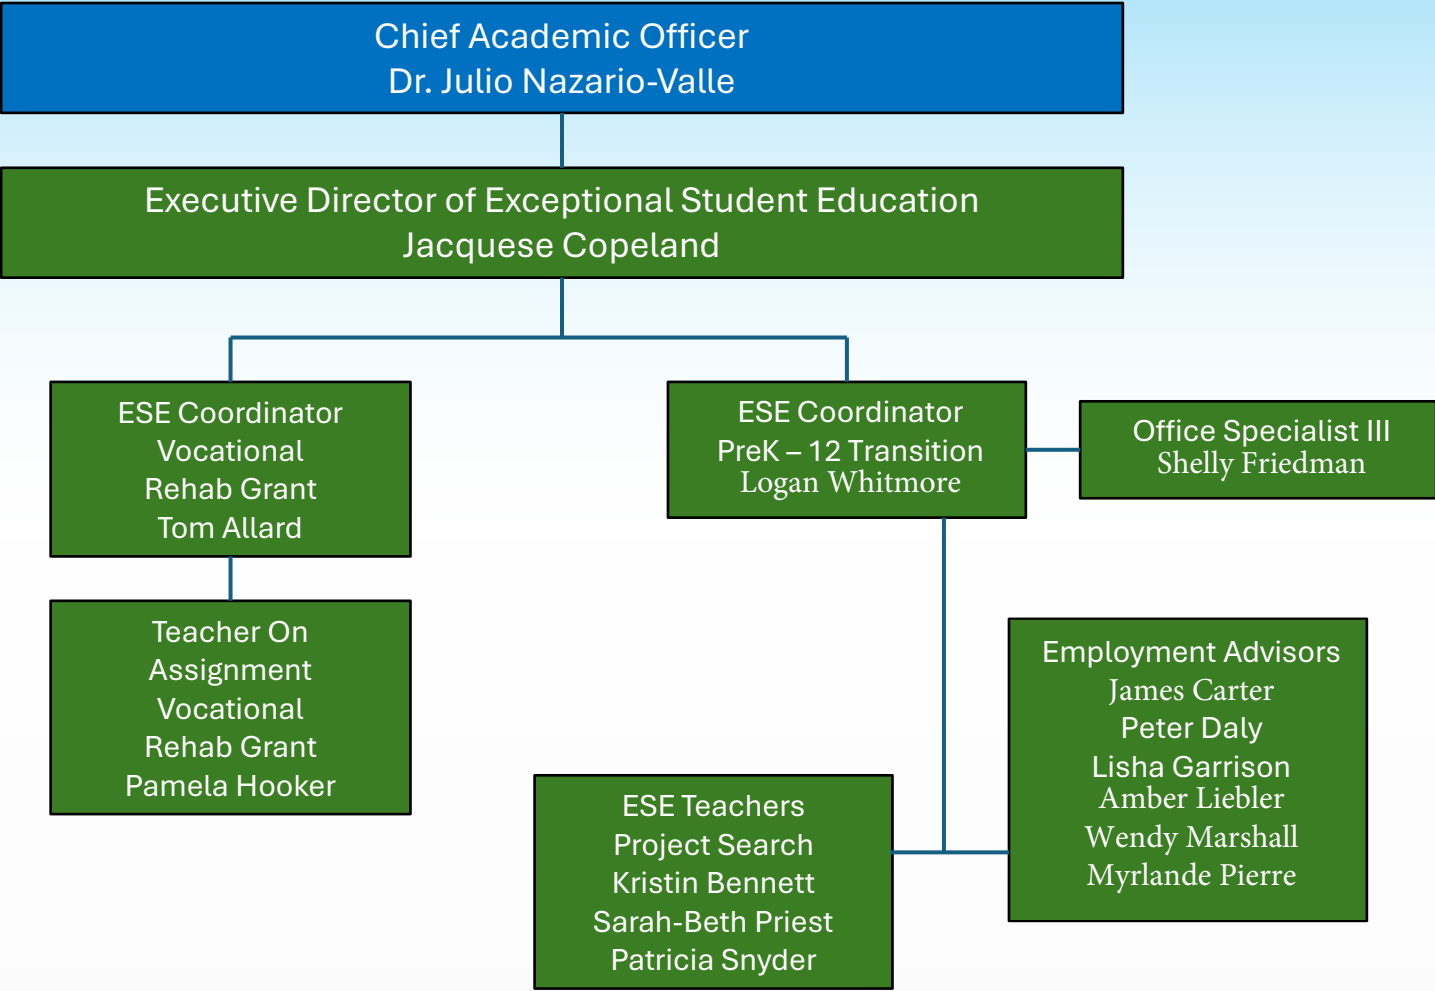 Chief Academic Officer
Dr. Julio Nazario-Valle
Executive Director of Exceptional Student Education
Jacquese Copeland
ESE Coordinator
Vocational
Rehab Grant
Tom Allard
ESE Coordinator
PreK – 12 Transition
Logan Whitmore
Office Specialist III
Shelly Friedman
Teacher On
Assignment
Vocational
Rehab Grant
Pamela Hooker
Employment Advisors
James Carter
Peter Daly
Lisha Garrison
Amber Liebler
Wendy Marshall
Myrlande Pierre
ESE Teachers
Project Search
Kristin Bennett
Sarah-Beth Priest
Patricia Snyder